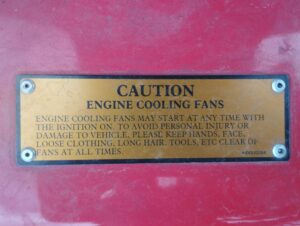 CAUTION
ENGINE COOLING FANS
ENGINE COOLING FANS MAY START AT ANY TIME WITH
THE IGNITION ON. TO AVOID PERSONAL INJURY OR
DAMAGE TO VEHICLE, PLEASE KEEP HANDS, FACE,
LOOSE CLOTHING, LONG HAIR, TOOLS, ETC CLEAR OF
FANS AT ALL TIMES.